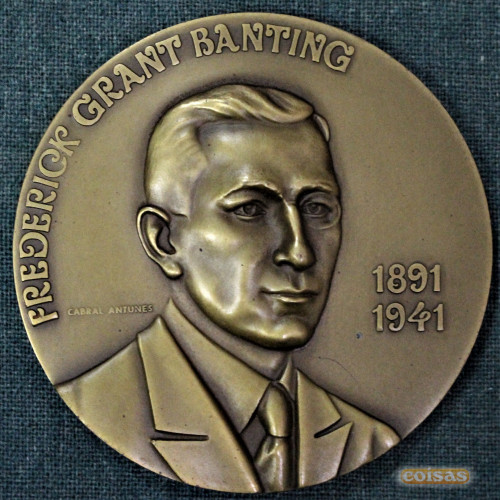 FREDERICK GRANT BANTING
1891
1941
CABRAL ANTUNES
coisas